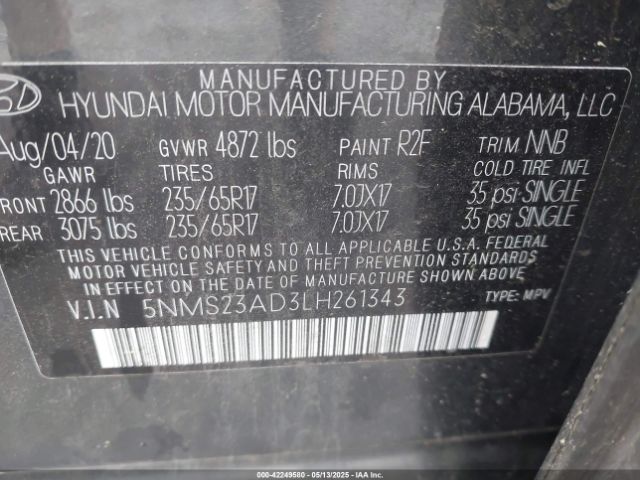 MANUFACTURED BY
HYUNDAI MOTOR MANUFACTURING ALABAMA, LLC
Aug/04/20 GVWR 4872 lbs PAINT R2F TRIM NNB
GAWR TIRES RIMS COLD TIRE INFL
FRONT 2866 lbs 235/65R17 7.0JX17 35 psi SINGLE
REAR 3075 lbs 235/65R17 7.0JX17 35 psi SINGLE
THIS VEHICLE CONFORMS TO ALL APPLICABLE U.S.A. FEDERAL
MOTOR VEHICLE SAFETY AND THEFT PREVENTION STANDARDS
IN EFFECT ON THE DATE OF MANUFACTURE SHOWN ABOVE.
V.I.N 5NMS23AD3LH261343 TYPE: MPV
000-42249580 - 05/13/2025 - IAAI.COM